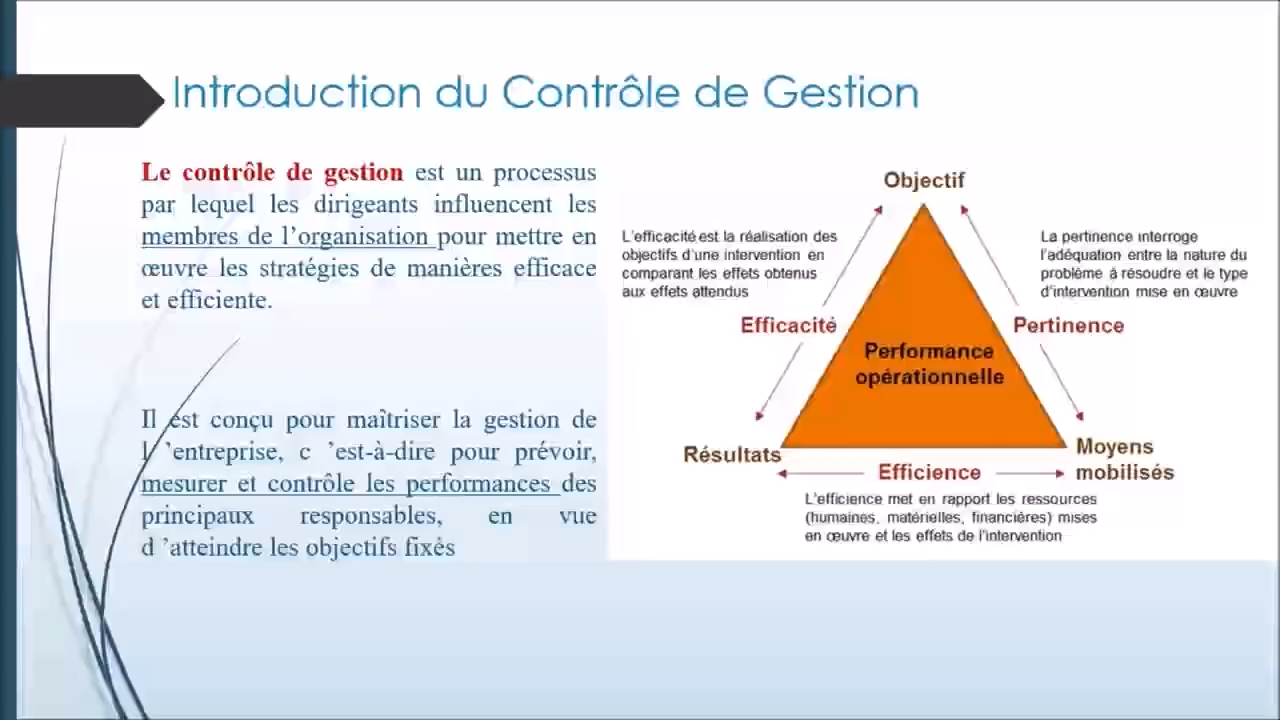 Introduction du Contrôle de Gestion
Le contrôle de gestion est un processus
par lequel les dirigeants influencent les
membres de l'organisation pour mettre en
œuvre les stratégies de manières efficace
et efficiente.
Il est conçu pour maîtriser la gestion de
l 'entreprise, c 'est-à-dire pour prévoir,
mesurer et contrôle les performances des
principaux responsables, en vue
d 'atteindre les objectifs fixés
Objectif
L'efficacité est la réalisation des
objectifs d'une intervention en
comparant les effets obtenus
aux effets attendus
La pertinence interroge
l'adéquation entre la nature du
problème à résoudre et le type
d'intervention mise en œuvre
Efficacité
Pertinence
Performance
opérationnelle
Résultats
Moyens
mobilisés
Efficience
L'efficience met en rapport les ressources
(humaines, matérielles, financières) mises
en œuvre et les effets de l'intervention